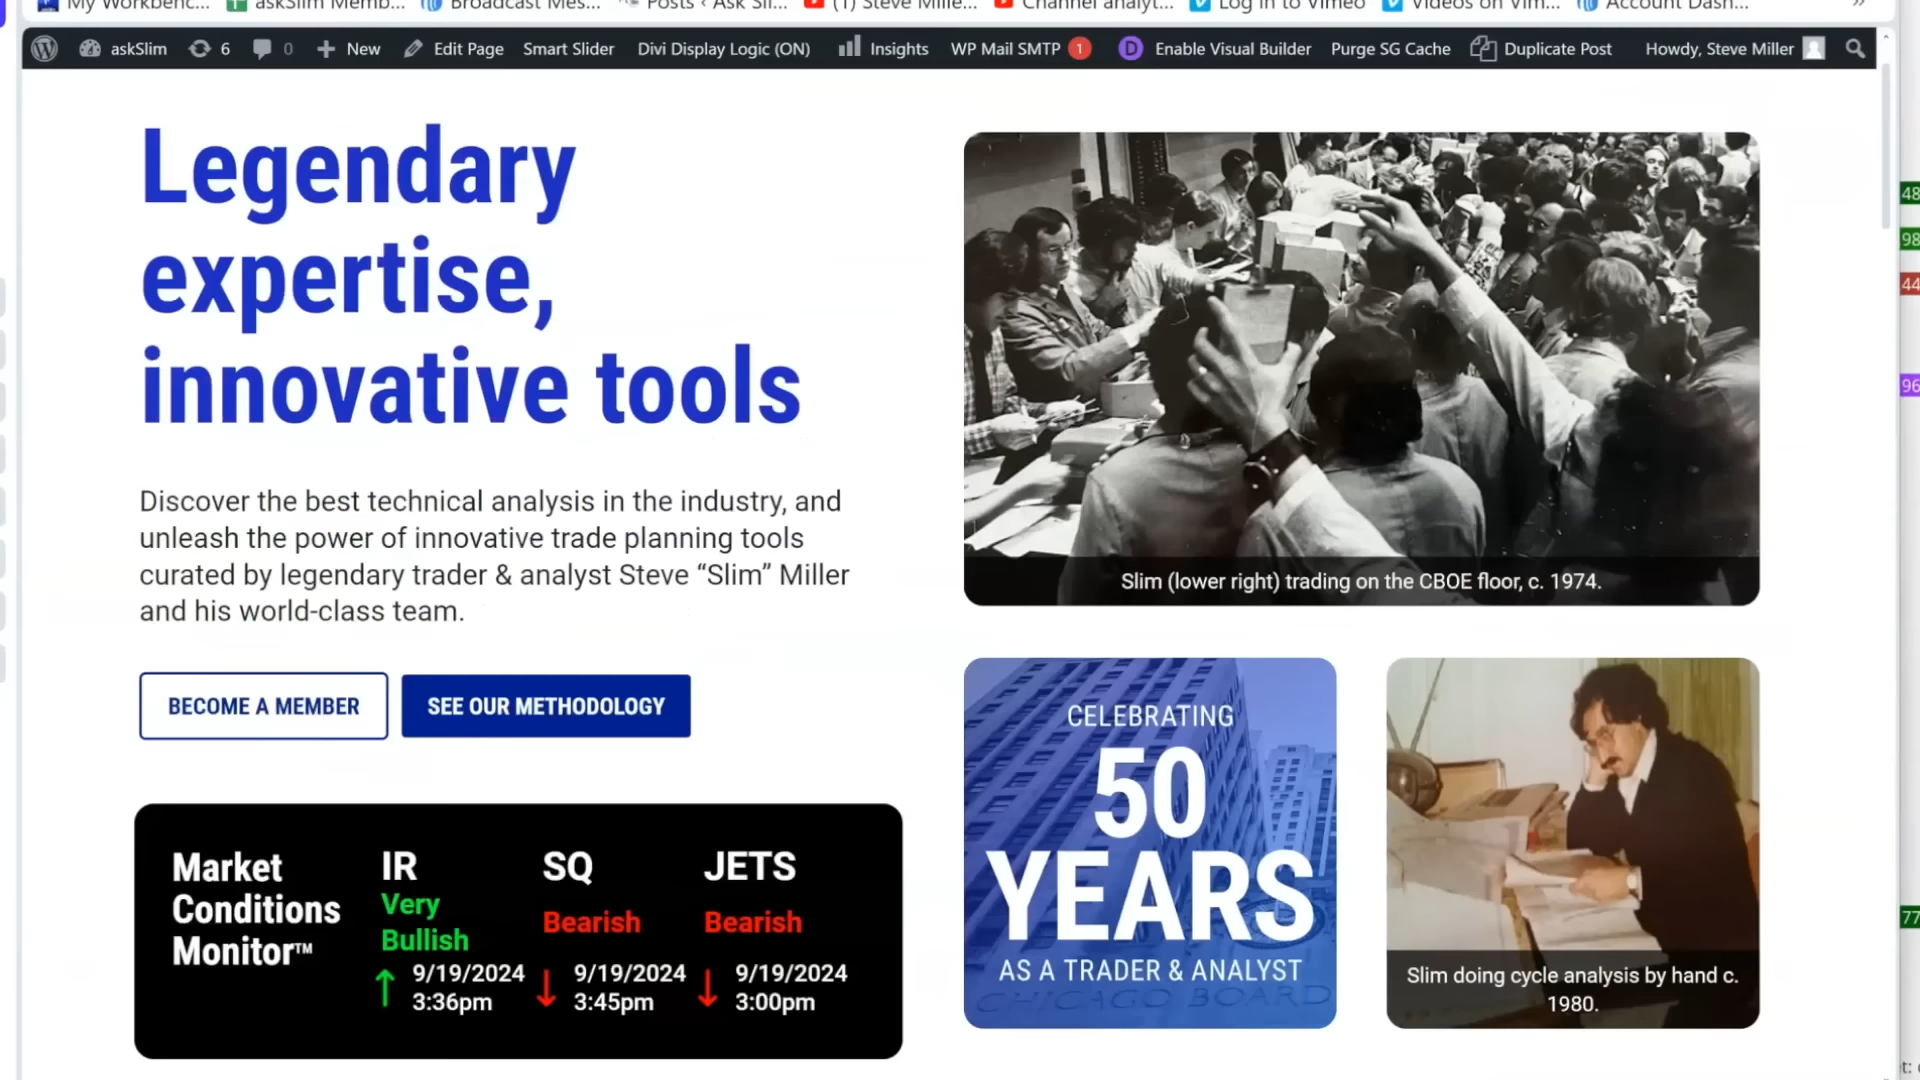 My Workbenc...
askSlim Memb...
Broadcast Mes...
Posts ‹ Ask Sli...
(1) Steve Mille...
Channel analyt...
Log in to Vimeo
Videos on Vim...
Account Dash...
»
askSlim
6
0
New
Edit Page
Smart Slider
Divi Display Logic (ON)
Insights
WP Mail SMTP 1
D Enable Visual Builder
Purge SG Cache
Duplicate Post
Howdy, Steve Miller
Legendary
expertise,
innovative tools
Discover the best technical analysis in the industry, and
unleash the power of innovative trade planning tools
curated by legendary trader & analyst Steve “Slim” Miller
and his world-class team.
BECOME A MEMBER
SEE OUR METHODOLOGY
Market
Conditions
Monitor™
IR
Very
Bullish
9/19/2024
3:36pm
SQ
Bearish
9/19/2024
3:45pm
JETS
Bearish
9/19/2024
3:00pm
Slim (lower right) trading on the CBOE floor, c. 1974.
CELEBRATING
50
YEARS
AS A TRADER & ANALYST
CHICAGO BOARD
Slim doing cycle analysis by hand c.
1980.
48
98
44
96
77